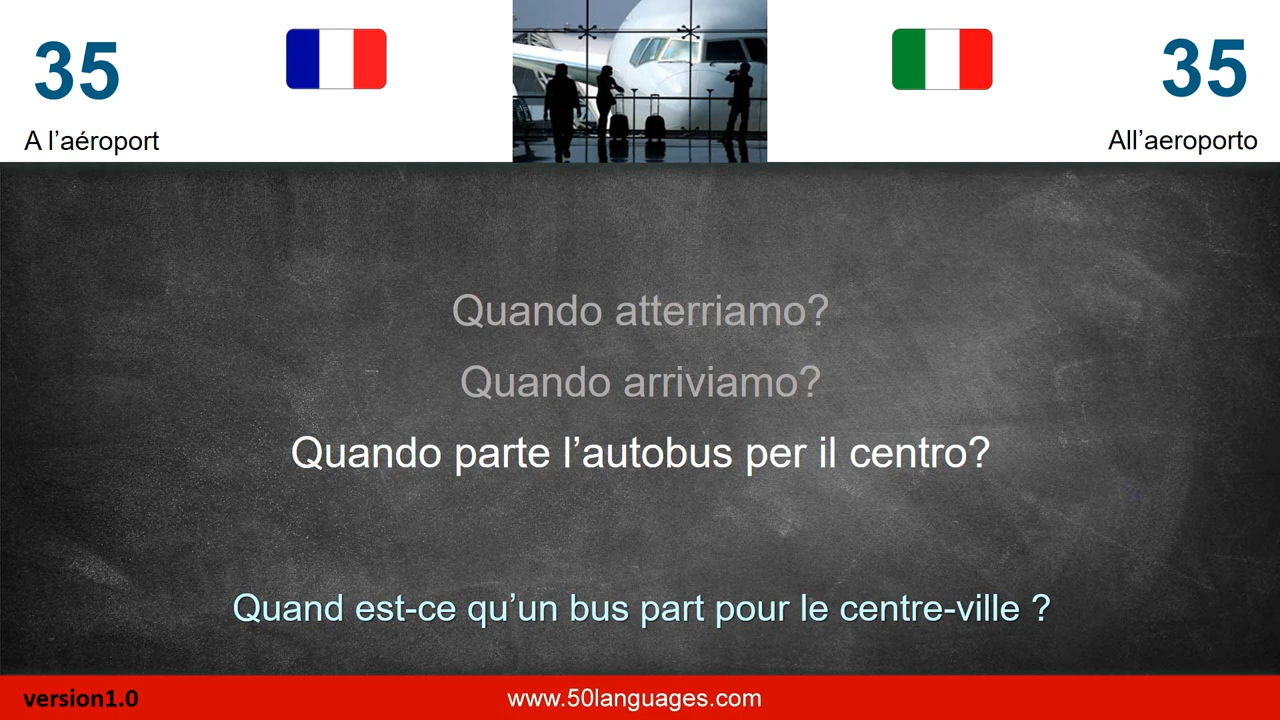 35
35
A l’aéroport
All’aeroporto
Quando atterriamo?
Quando arriviamo?
Quando parte l’autobus per il centro?
Quand est-ce qu’un bus part pour le centre-ville ?
version1.0
www.50languages.com